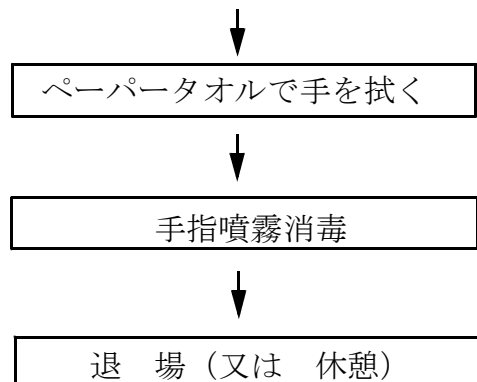 ペーパータオルで手を拭く
手指噴霧消毒
退　場（又は　休憩）